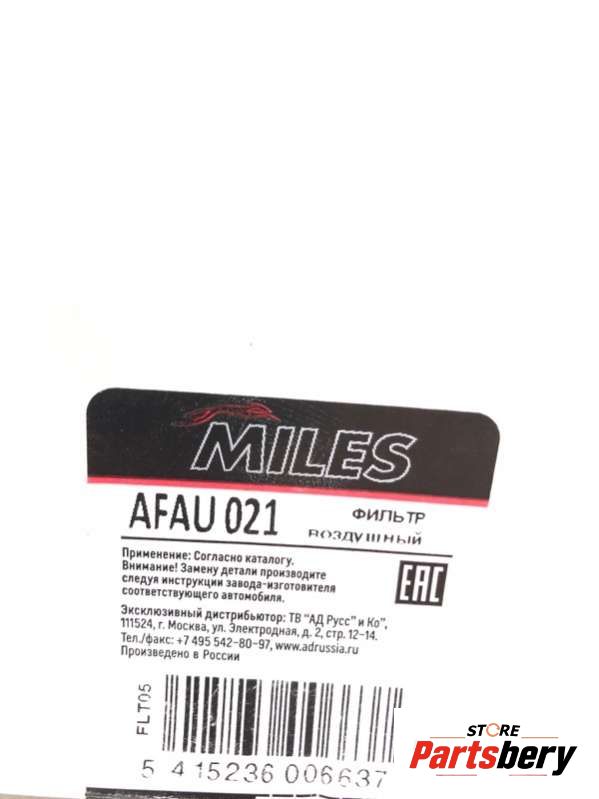 MILES
AFAU 021
ФИЛЬТР
ВОЗДУШНЫЙ
Применение: Согласно каталогу.
Внимание! Замену детали производите
следуя инструкции завода-изготовителя
соответствующего автомобиля.
EAC
Эксклюзивный дистрибьютор: ТВ "АД Русс" и Ко",
111524, г. Москва, ул. Электродная, д. 2, стр. 12-14.
Тел./факс: +7 495 542-80-97, www.adrussia.ru
Произведено в России
FLT05
5 415236 006637
STORE
Partsbery